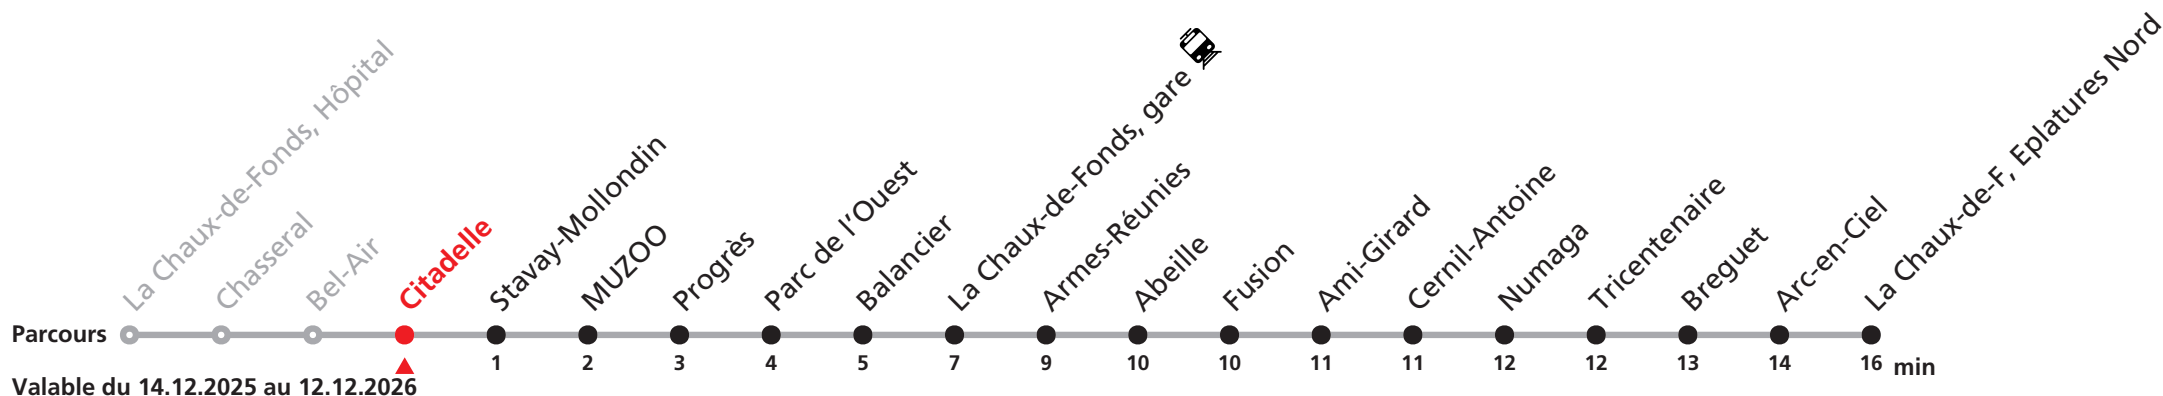 La Chaux-de-Fonds, Hôpital
Chasseral
Bel-Air
Citadelle
Stavay-Mollondin
MUZOO
Progrès
Parc de l'Ouest
Balancier
La Chaux-de-Fonds, gare
Armes-Réunies
Abeille
Fusion
Ami-Girard
Cernil-Antoine
Numaga
Tricentenaire
Breguet
Arc-en-Ciel
La Chaux-de-F, Eplatures Nord
Parcours
1 2 3 4 5 7 9 10 10 11 11 12 12 13 14 16 min
Valable du 14.12.2025 au 12.12.2026